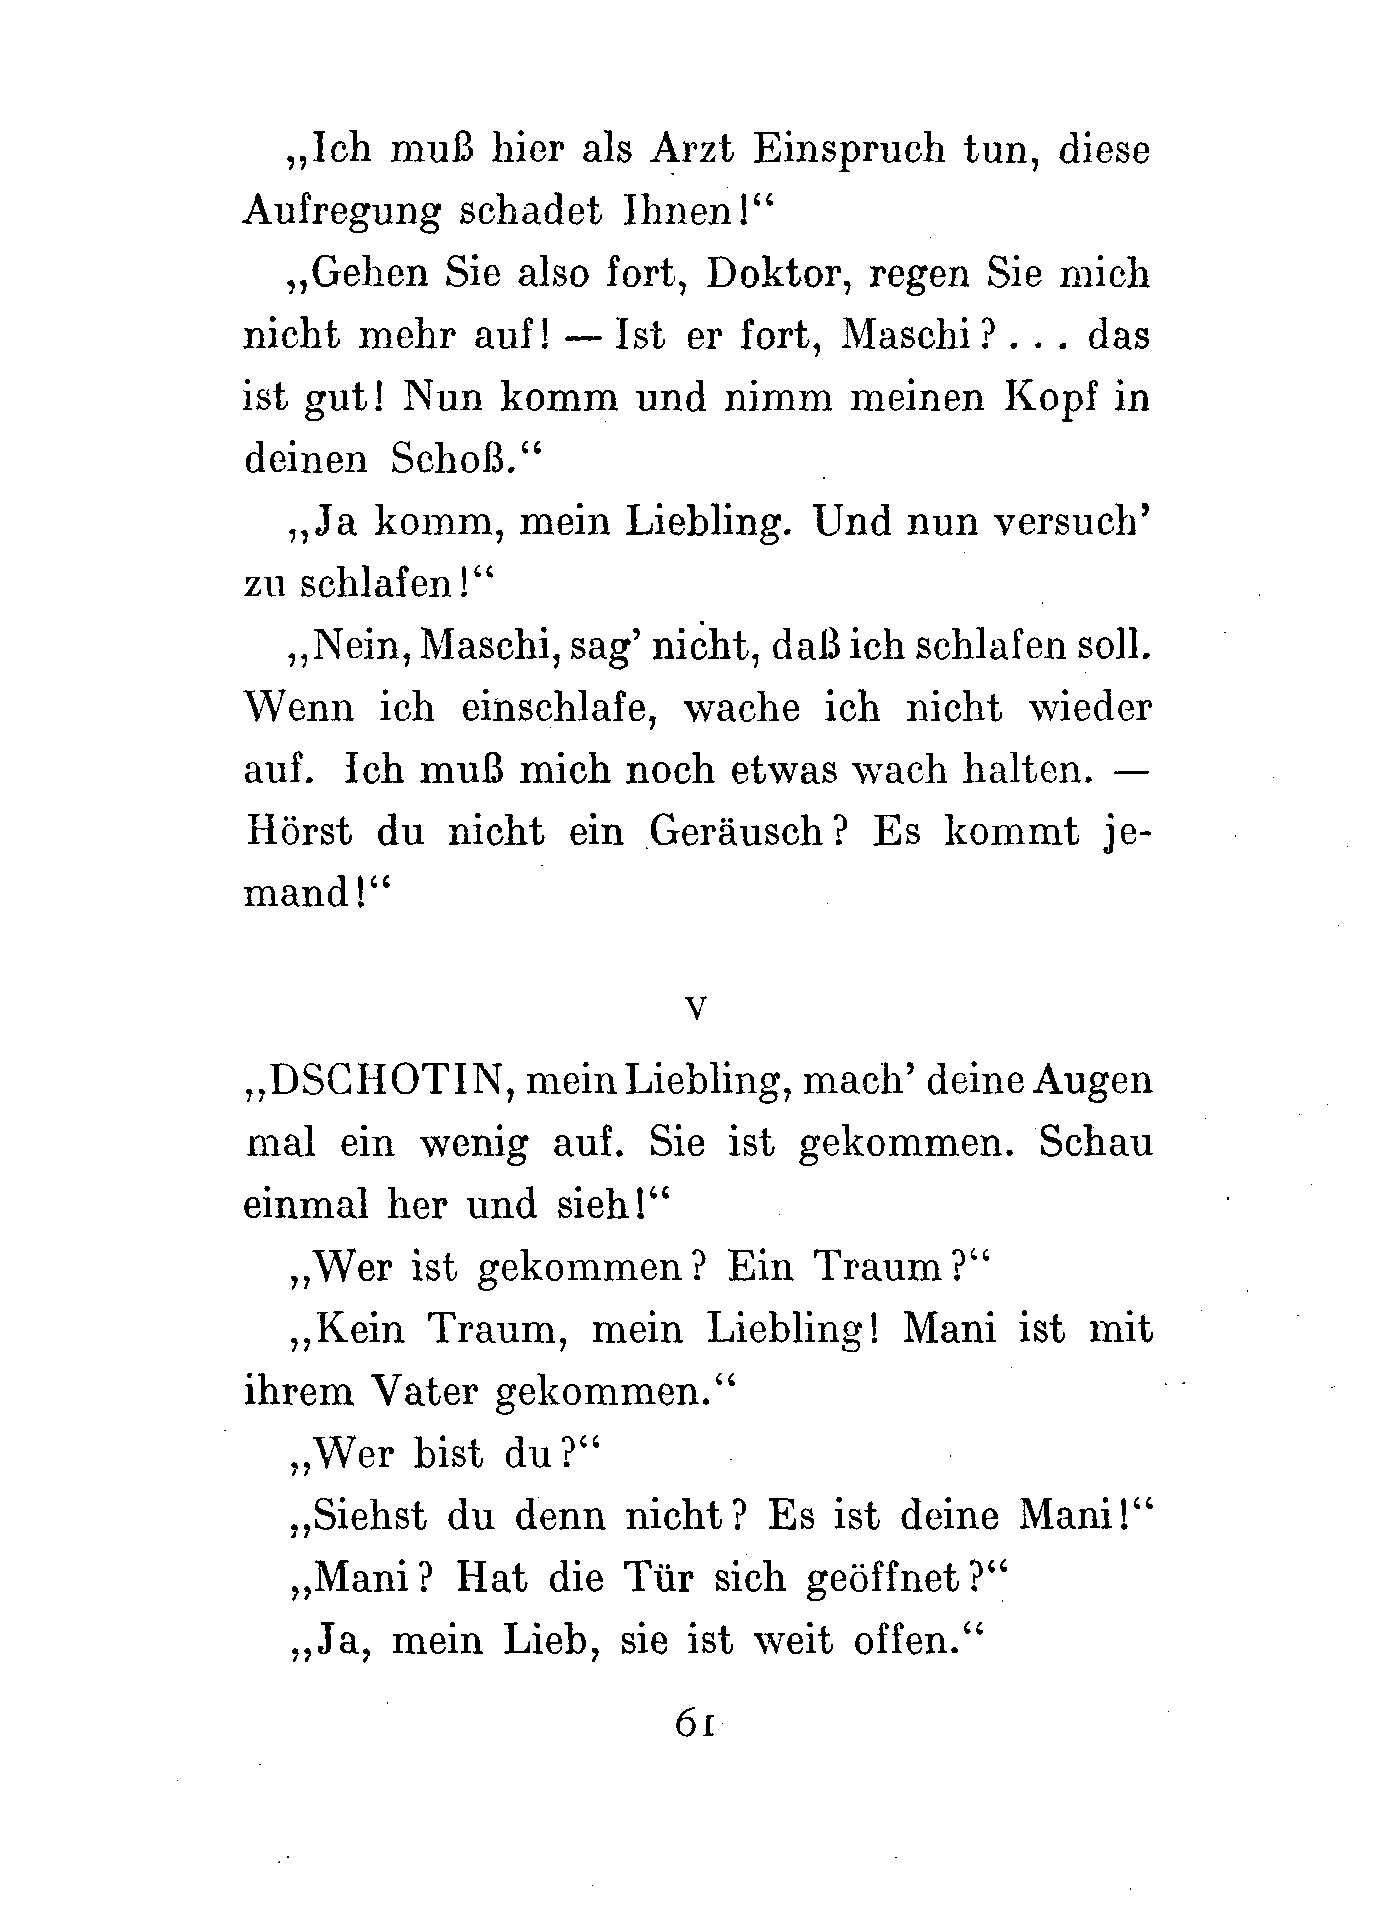 „Ich muß hier als Arzt Einspruch tun, diese
Aufregung schadet Ihnen!“
„Gehen Sie also fort, Doktor, regen Sie mich
nicht mehr auf! — Ist er fort, Maschi? . . . das
ist gut! Nun komm und nimm meinen Kopf in
deinen Schoß.“
„Ja komm, mein Liebling. Und nun versuch’
zu schlafen!“
„Nein, Maschi, sag’ nicht, daß ich schlafen soll.
Wenn ich einschlafe, wache ich nicht wieder
auf. Ich muß mich noch etwas wach halten. —
Hörst du nicht ein Geräusch? Es kommt je-
mand!“
V
„DSCHOTIN, mein Liebling, mach’ deine Augen
mal ein wenig auf. Sie ist gekommen. Schau
einmal her und sieh!“
„Wer ist gekommen? Ein Traum?“
„Kein Traum, mein Liebling! Mani ist mit
ihrem Vater gekommen.“
„Wer bist du?“
„Siehst du denn nicht? Es ist deine Mani!“
„Mani? Hat die Tür sich geöffnet?“
„Ja, mein Lieb, sie ist weit offen.“
61